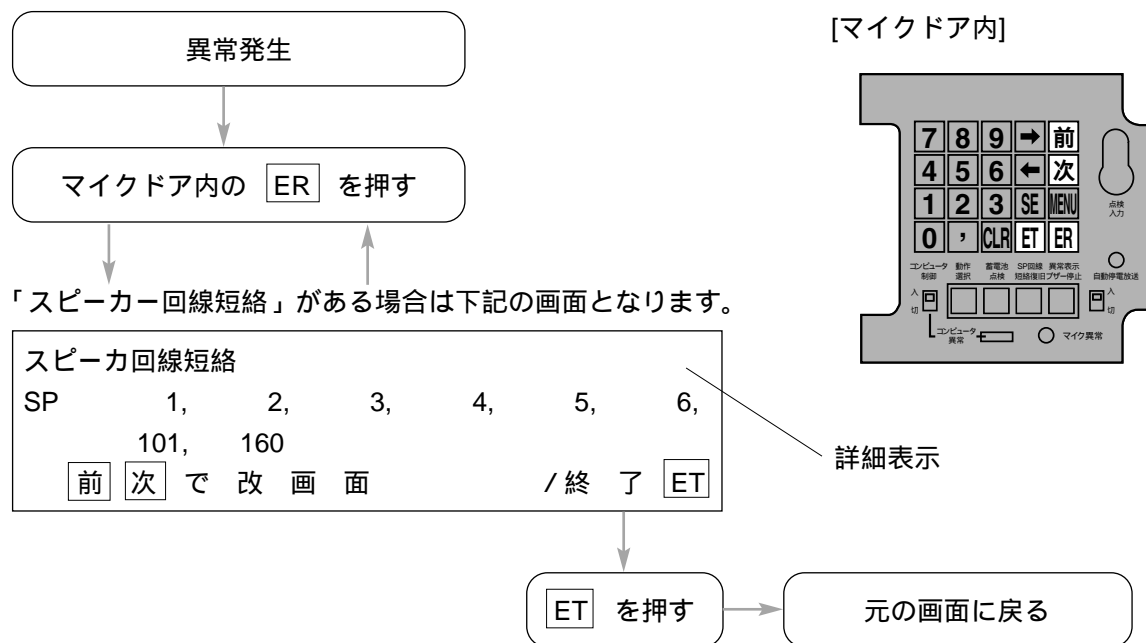 異常発生
マイクドア内の ER を押す
「スピーカー回線短絡」がある場合は下記の画面となります。
スピーカ回線短絡
SP 1, 2, 3, 4, 5, 6,
101, 160
前 次 で 改 画 面 /終 了 ET
詳細表示
ET を押す
元の画面に戻る
[マイクドア内]
7 8 9 → 前
4 5 6 ← 次
1 2 3 SE MENU
0 , CLR ET ER
点検
入力
コンピュータ 動作 蓄電池 SP回線 異常表示
制御 選択 点検 短絡復旧 ブザー停止 自動停電放送
入 入
切 切
コンピュータ
異常
マイク異常